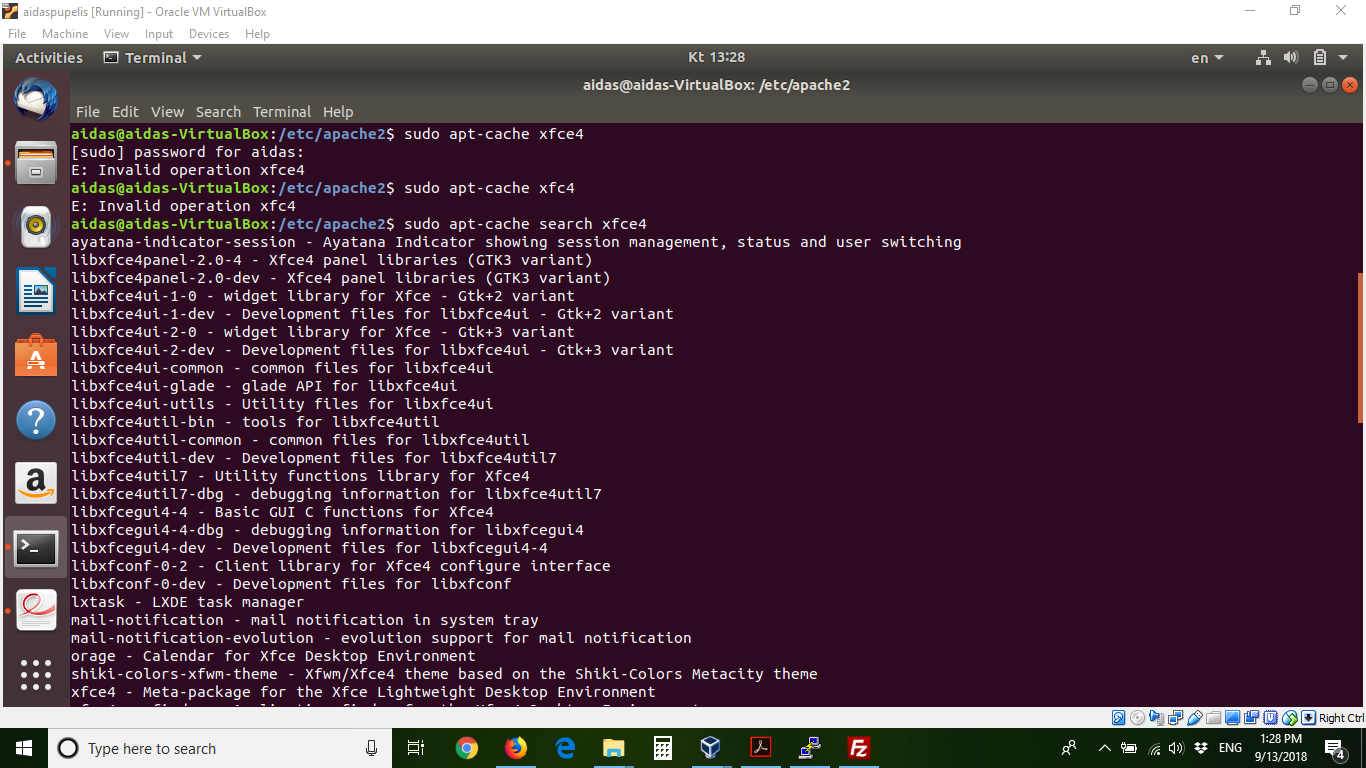 aidaspupelis [Running] - Oracle VM VirtualBox
File Machine View Input Devices Help
Activities Terminal Kt 13:28 en
aidas@aidas-VirtualBox: /etc/apache2
File Edit View Search Terminal Help
aidas@aidas-VirtualBox:/etc/apache2$ sudo apt-cache xfce4
[sudo] password for aidas:
E: Invalid operation xfce4
aidas@aidas-VirtualBox:/etc/apache2$ sudo apt-cache xfc4
E: Invalid operation xfc4
aidas@aidas-VirtualBox:/etc/apache2$ sudo apt-cache search xfce4
ayatana-indicator-session - Ayatana Indicator showing session management, status and user switching
libxfce4panel-2.0-4 - Xfce4 panel libraries (GTK3 variant)
libxfce4panel-2.0-dev - Xfce4 panel libraries (GTK3 variant)
libxfce4ui-1-0 - widget library for Xfce - Gtk+2 variant
libxfce4ui-1-dev - Development files for libxfce4ui - Gtk+2 variant
libxfce4ui-2-0 - widget library for Xfce - Gtk+3 variant
libxfce4ui-2-dev - Development files for libxfce4ui - Gtk+3 variant
libxfce4ui-common - common files for libxfce4ui
libxfce4ui-glade - glade API for libxfce4ui
libxfce4ui-utils - Utility files for libxfce4ui
libxfce4util-bin - tools for libxfce4util
libxfce4util-common - common files for libxfce4util
libxfce4util-dev - Development files for libxfce4util7
libxfce4util7 - Utility functions library for Xfce4
libxfce4util7-dbg - debugging information for libxfce4util7
libxfcegui4-4 - Basic GUI C functions for Xfce4
libxfcegui4-4-dbg - debugging information for libxfcegui4
libxfcegui4-dev - Development files for libxfcegui4-4
libxfconf-0-2 - Client library for Xfce4 configure interface
libxfconf-0-dev - Development files for libxfconf
lxtask - LXDE task manager
mail-notification - mail notification in system tray
mail-notification-evolution - evolution support for mail notification
orage - Calendar for Xfce Desktop Environment
shiki-colors-xfwm-theme - Xfwm/Xfce4 theme based on the Shiki-Colors Metacity theme
xfce4 - Meta-package for the Xfce Lightweight Desktop Environment
Right Ctrl
Type here to search
ENG
1:28 PM
9/13/2018
4